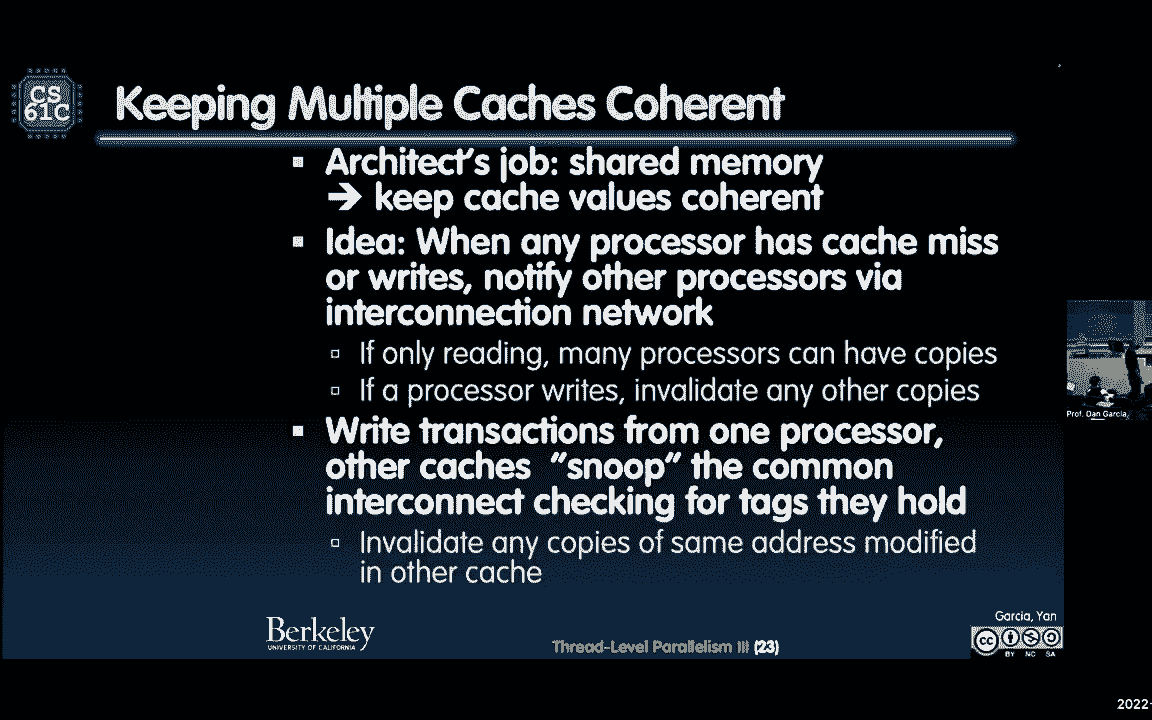 CS
61C
Keeping Multiple Caches Coherent
Architect's job: shared memory
➔ keep cache values coherent
Idea: When any processor has cache miss
or writes, notify other processors via
interconnection network
If only reading, many processors can have copies
If a processor writes, invalidate any other copies
Write transactions from one processor,
other caches "snoop" the common
interconnect checking for tags they hold
Invalidate any copies of same address modified
in other cache
Prof. Dan Garcia,
Berkeley
UNIVERSITY OF CALIFORNIA
Thread-Level Parallelism III (23)
Garcia, Yan
cc
BY NC SA
2022-